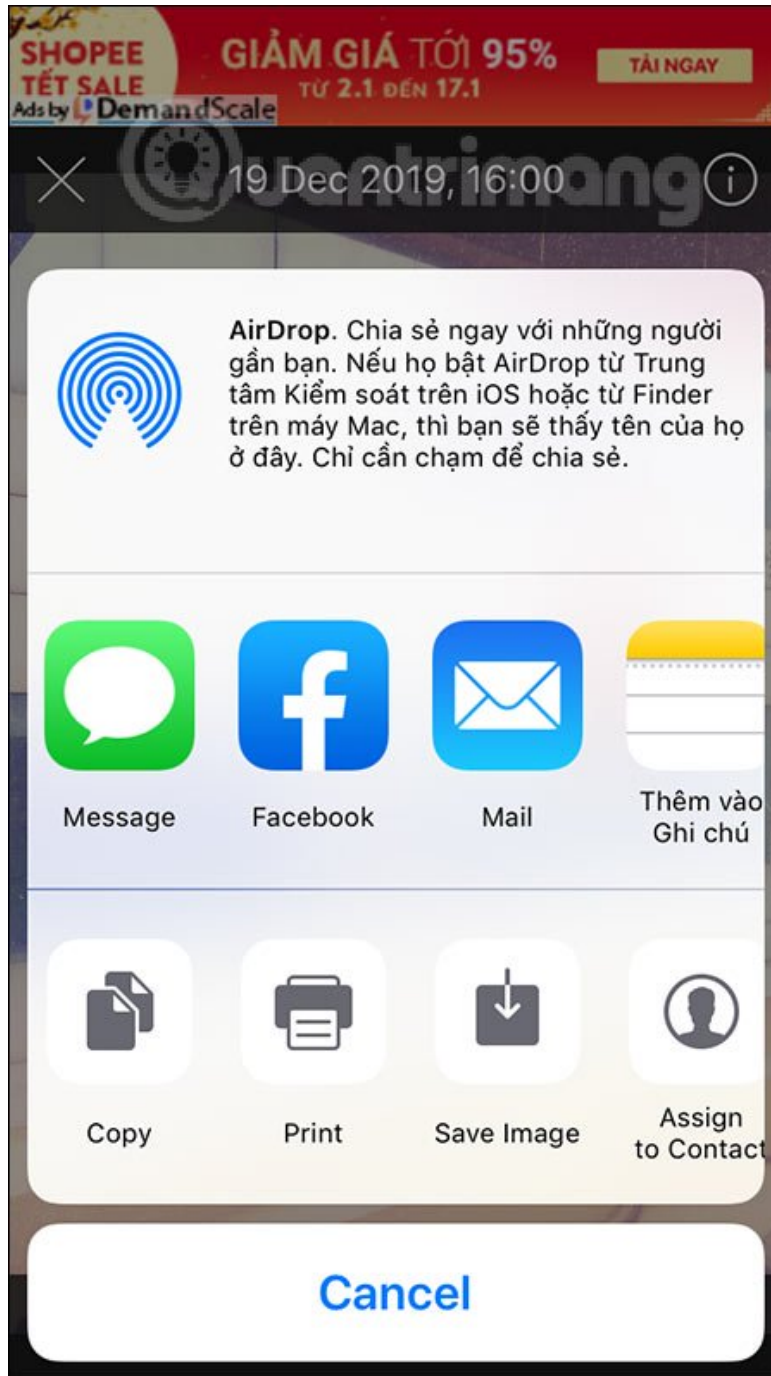 SHOPEE
TẾT SALE
GIẢM GIÁ TỚI 95%
TỪ 2.1 ĐẾN 17.1
TẢI NGAY
Ads by DemandScale
Quantrimang
19 Dec 2019, 16:00
AirDrop. Chia sẻ ngay với những người
gần bạn. Nếu họ bật AirDrop từ Trung
tâm Kiểm soát trên iOS hoặc từ Finder
trên máy Mac, thì bạn sẽ thấy tên của họ
ở đây. Chỉ cần chạm để chia sẻ.
Message
Facebook
Mail
Thêm vào
Ghi chú
Copy
Print
Save Image
Assign
to Contact
Cancel